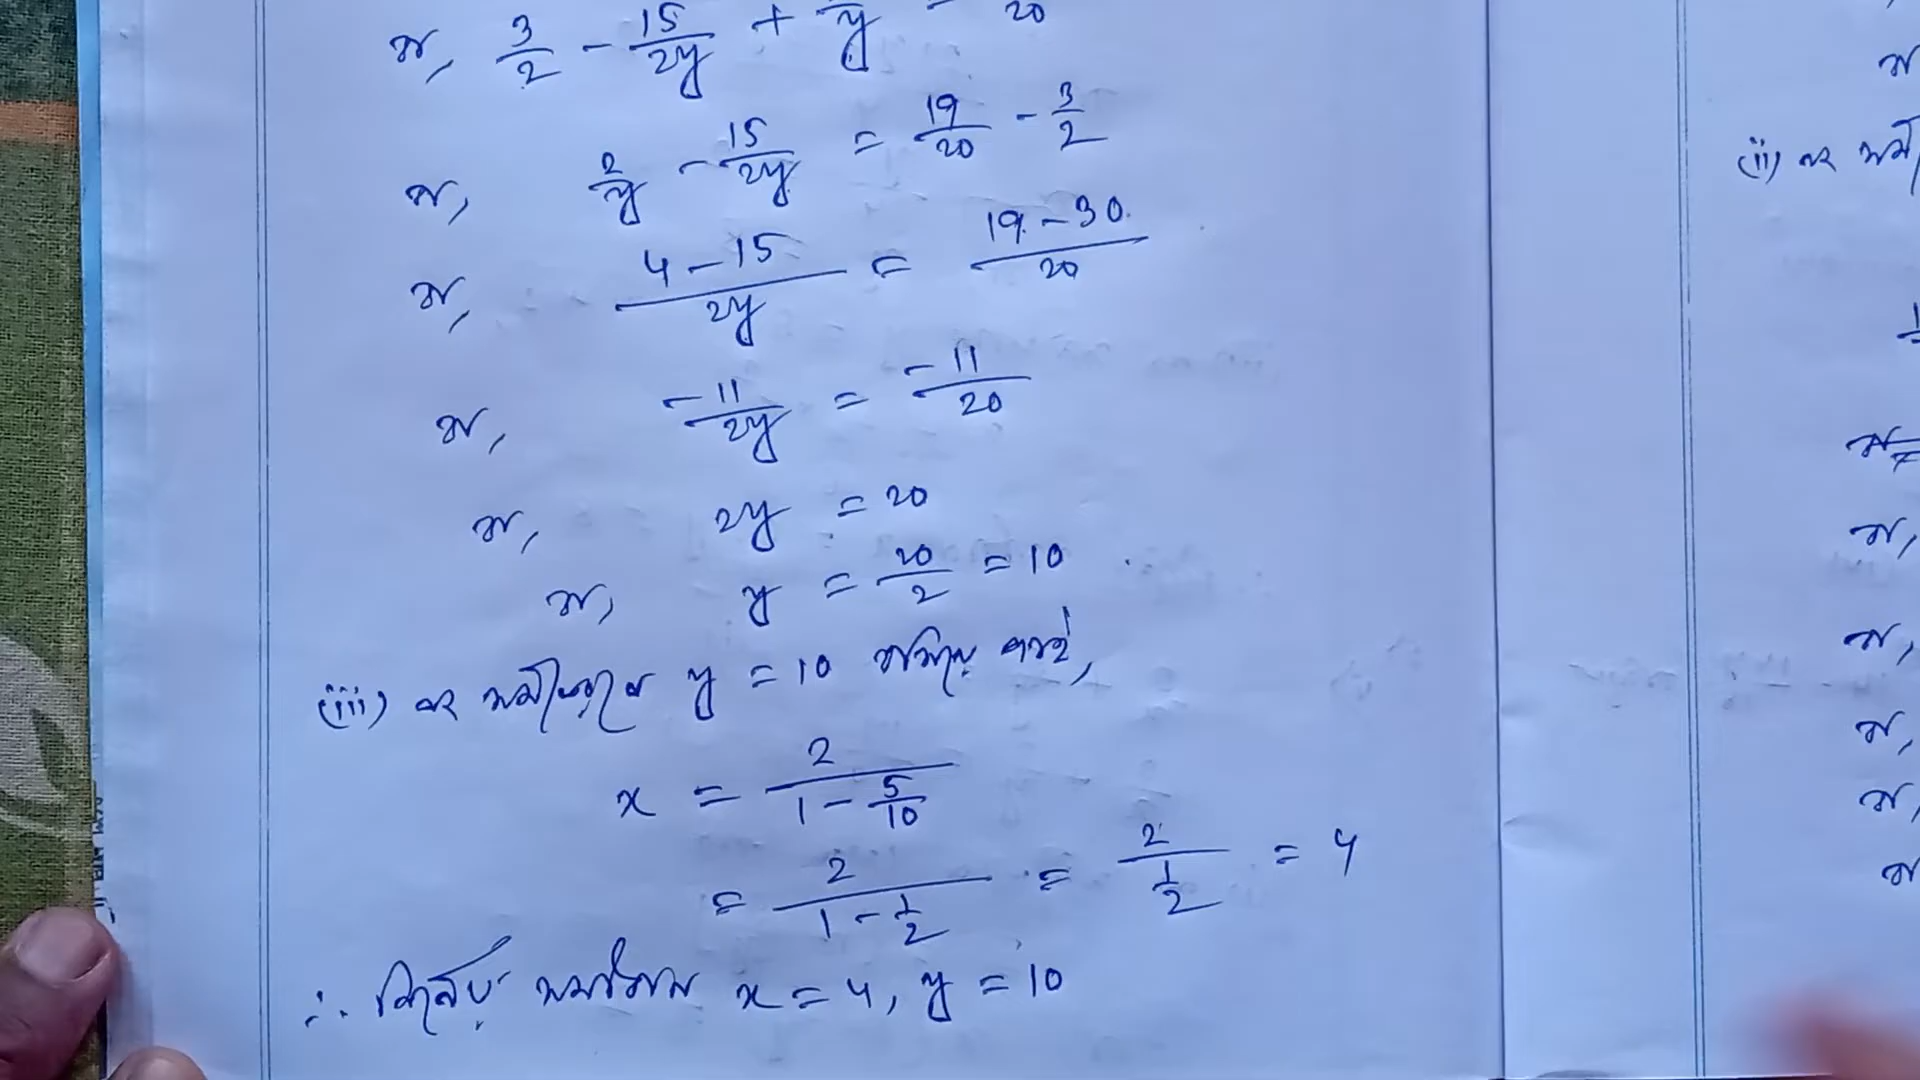 বা, 3/2 - 15/2y + /y = 20
বা, 2/y - 15/2y = 19/20 - 3/2
বা, (4-15)/2y = (19-30)/20
বা, -11/2y = -11/20
বা, 2y = 20
বা, y = 20/2 = 10
(iii) নং সমীকরণে y = 10 বসিয়ে পাই,
x = 2/(1 - 5/10)
= 2/(1 - 1/2) = 2/(1/2) = 4
∴ নির্ণেয় সমাধান x = 4, y = 10
বা
(ii) নং
বা,
বা,
বা,
বা,
বা